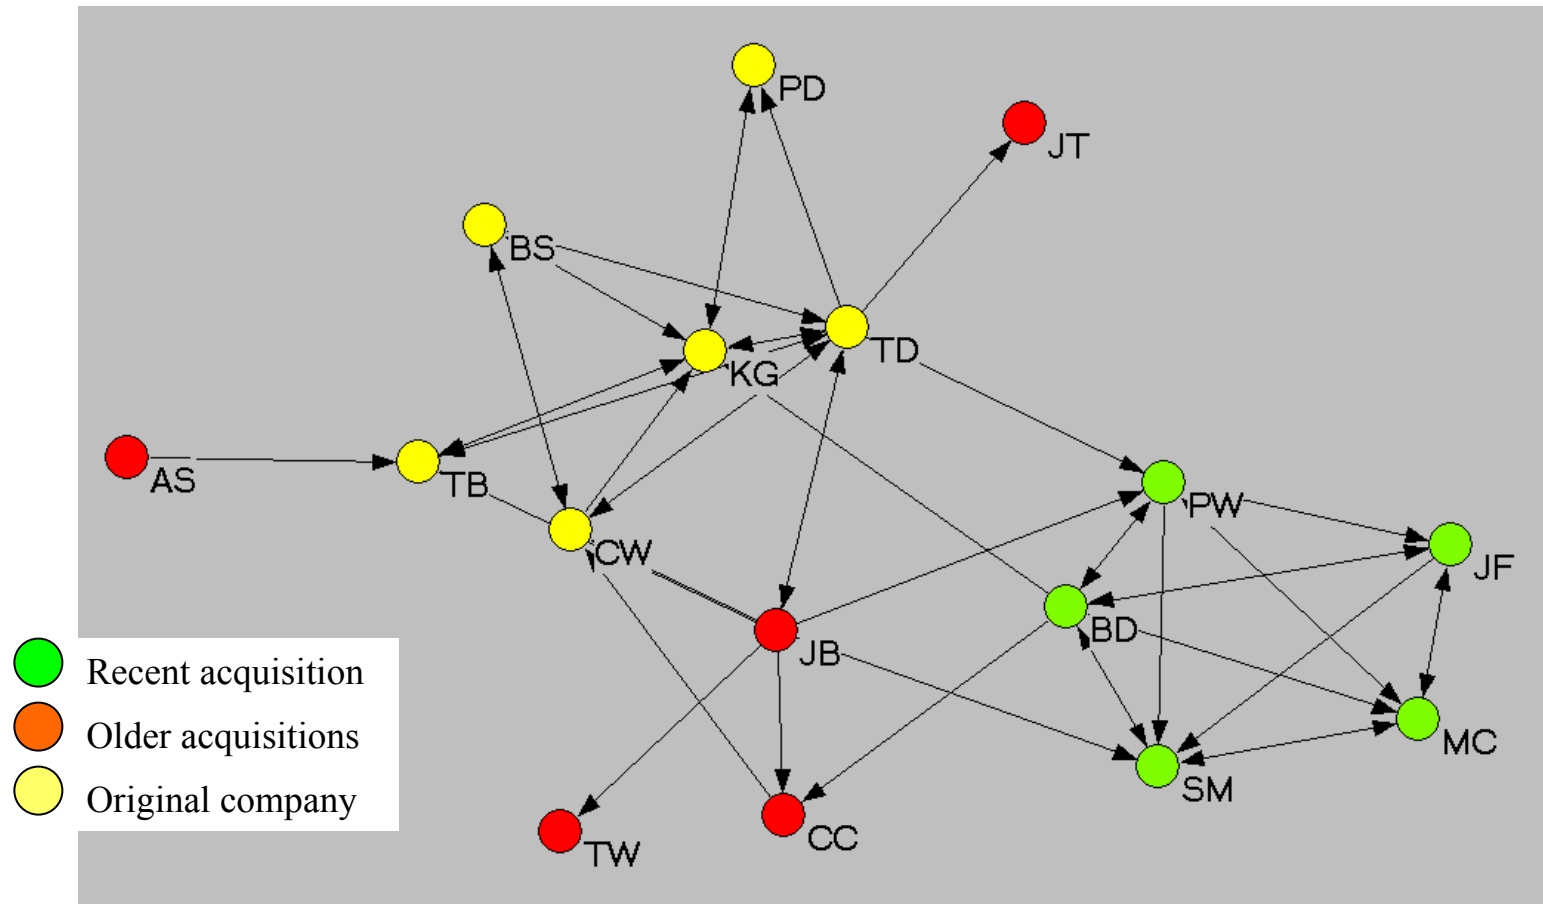 PD
JT
BS
TD
KG
AS
TB
PW
CW
JF
BD
JB
MC
SM
CC
TW
Recent acquisition
Older acquisitions
Original company